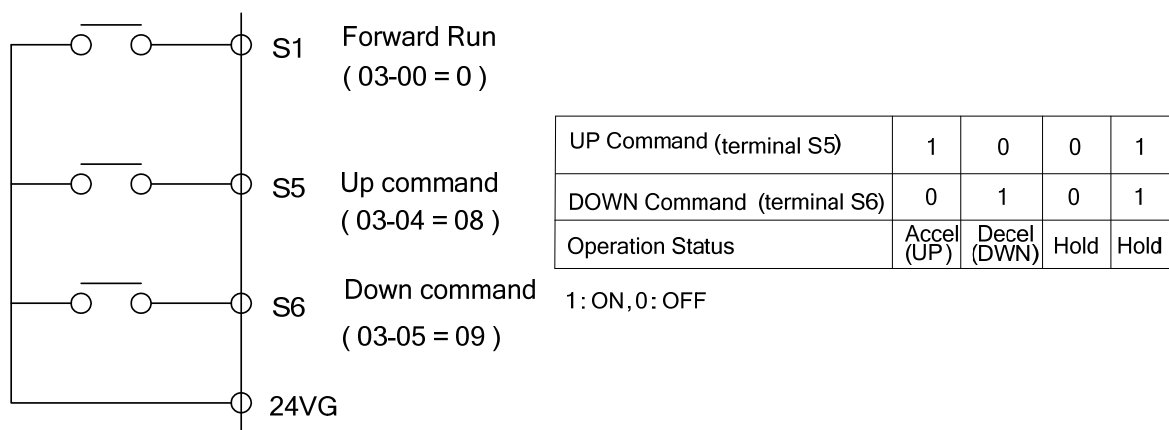 S1 Forward Run
( 03-00 = 0 )
S5 Up command
( 03-04 = 08 )
S6 Down command
( 03-05 = 09 )
24VG
UP Command (terminal S5) 1 0 0 1
DOWN Command (terminal S6) 0 1 0 1
Operation Status Accel (UP) Decel (DWN) Hold Hold
1: ON, 0: OFF